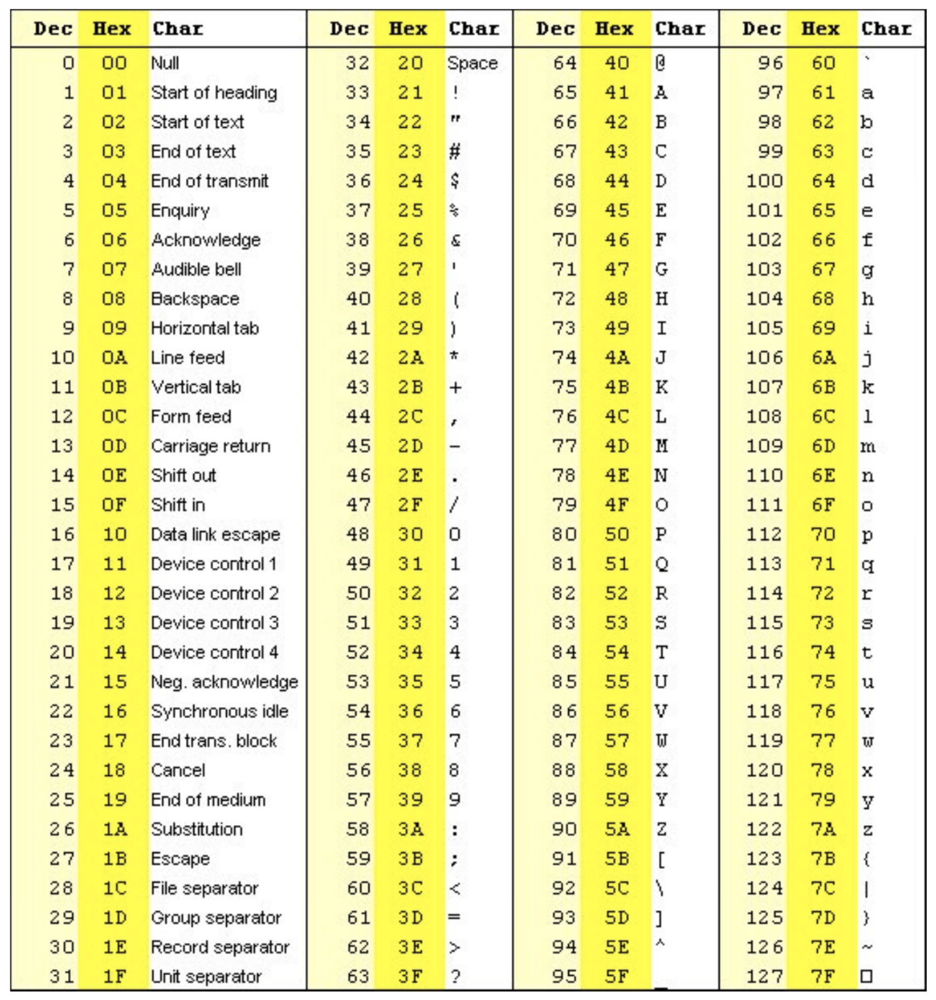 Dec Hex Char Dec Hex Char Dec Hex Char Dec Hex Char
0 00 Null 32 20 Space 64 40 @ 96 60 `
1 01 Start of heading 33 21 ! 65 41 A 97 61 a
2 02 Start of text 34 22 " 66 42 B 98 62 b
3 03 End of text 35 23 # 67 43 C 99 63 c
4 04 End of transmit 36 24 $ 68 44 D 100 64 d
5 05 Enquiry 37 25 % 69 45 E 101 65 e
6 06 Acknowledge 38 26 & 70 46 F 102 66 f
7 07 Audible bell 39 27 ' 71 47 G 103 67 g
8 08 Backspace 40 28 ( 72 48 H 104 68 h
9 09 Horizontal tab 41 29 ) 73 49 I 105 69 i
10 0A Line feed 42 2A * 74 4A J 106 6A j
11 0B Vertical tab 43 2B + 75 4B K 107 6B k
12 0C Form feed 44 2C , 76 4C L 108 6C l
13 0D Carriage return 45 2D - 77 4D M 109 6D m
14 0E Shift out 46 2E . 78 4E N 110 6E n
15 0F Shift in 47 2F / 79 4F O 111 6F o
16 10 Data link escape 48 30 0 80 50 P 112 70 p
17 11 Device control 1 49 31 1 81 51 Q 113 71 q
18 12 Device control 2 50 32 2 82 52 R 114 72 r
19 13 Device control 3 51 33 3 83 53 S 115 73 s
20 14 Device control 4 52 34 4 84 54 T 116 74 t
21 15 Neg. acknowledge 53 35 5 85 55 U 117 75 u
22 16 Synchronous idle 54 36 6 86 56 V 118 76 v
23 17 End trans. block 55 37 7 87 57 W 119 77 w
24 18 Cancel 56 38 8 88 58 X 120 78 x
25 19 End of medium 57 39 9 89 59 Y 121 79 y
26 1A Substitution 58 3A : 90 5A Z 122 7A z
27 1B Escape 59 3B ; 91 5B [ 123 7B {
28 1C File separator 60 3C < 92 5C \ 124 7C |
29 1D Group separator 61 3D = 93 5D ] 125 7D }
30 1E Record separator 62 3E > 94 5E ^ 126 7E ~
31 1F Unit separator 63 3F ? 95 5F _ 127 7F □